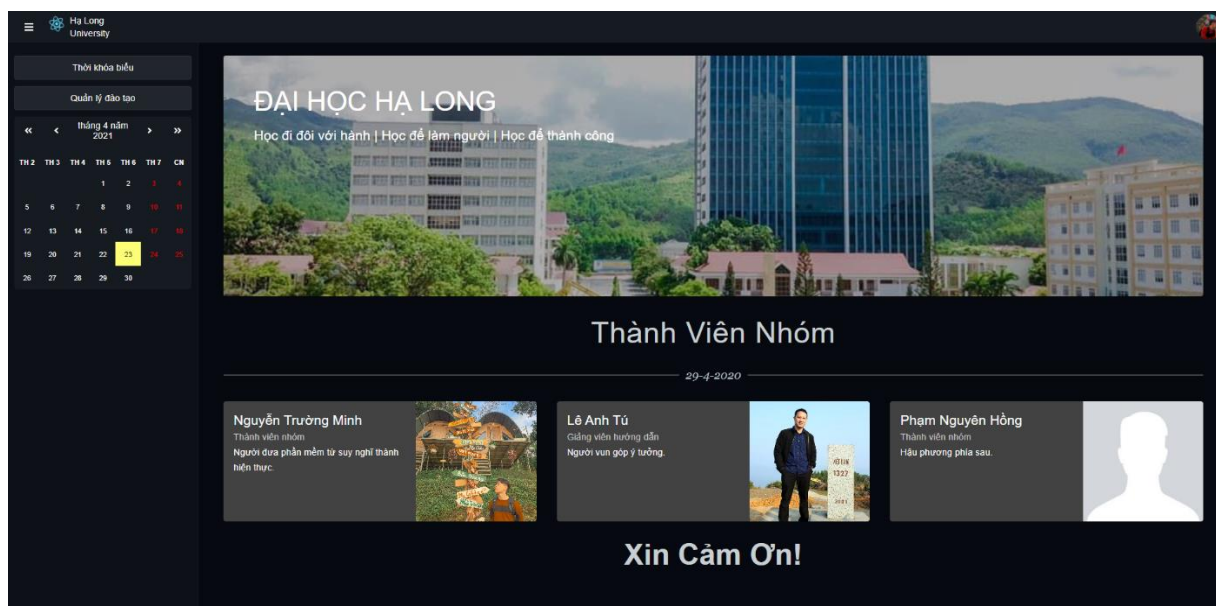 Hạ Long
University
Thời khóa biểu
Quản lý đào tạo
« ‹ tháng 4 năm › »
2021
TH 2 TH 3 TH 4 TH 5 TH 6 TH 7 CN
1 2 3 4
5 6 7 8 9 10 11
12 13 14 15 16 17 18
19 20 21 22 23 24 25
26 27 28 29 30
ĐẠI HỌC HẠ LONG
Học đi đôi với hành | Học để làm người | Học để thành công
Thành Viên Nhóm
29-4-2020
Nguyễn Trường Minh
Thành viên nhóm
Người đưa phần mềm từ suy nghĩ thành
hiện thực.
Lê Anh Tú
Giảng viên hướng dẫn
Người vun góp ý tưởng.
1327
Phạm Nguyên Hồng
Thành viên nhóm
Hậu phương phía sau.
Xin Cảm Ơn!